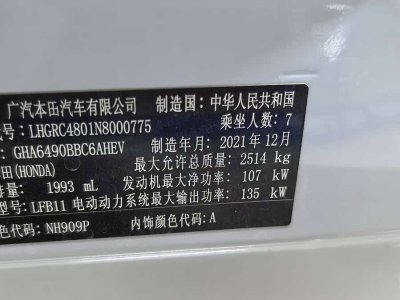 广汽本田汽车有限公司 制造国：中华人民共和国
号：LHGRC4801N8000775 乘坐人数：7
：GHA6490BBC6AHEV 制造年月：2021年12月
田(HONDA) 最大允许总质量：2514 kg
量：1993 mL 发动机最大净功率：107 kW
：LFB11 电动动力系统最大输出功率：135 kW
色代码：NH909P 内饰颜色代码：A